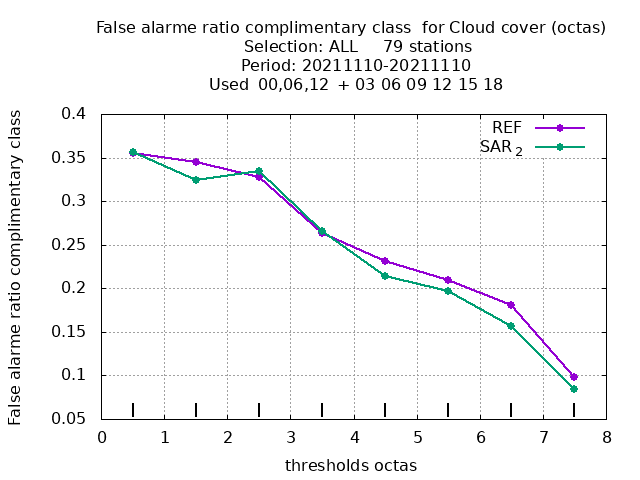 False alarme ratio complimentary class  for Cloud cover (octas)
Selection: ALL     79 stations
Period: 20211110-20211110
Used  00,06,12  + 03 06 09 12 15 18
False alarme ratio complimentary class
0.4
0.35
0.3
0.25
0.2
0.15
0.1
0.05
REF
SAR 2
0 1 2 3 4 5 6 7 8
thresholds octas